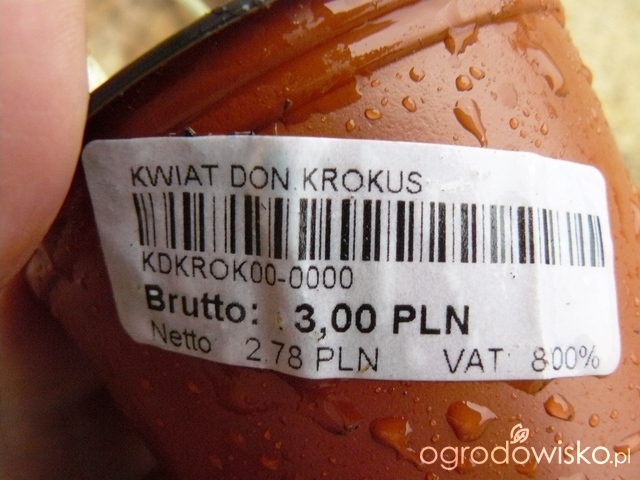 KWIAT DON.KROKUS
KDKROK00-0000
Brutto: 3,00 PLN
Netto 2.78 PLN VAT: 8.00%
ogrodowisko.pl